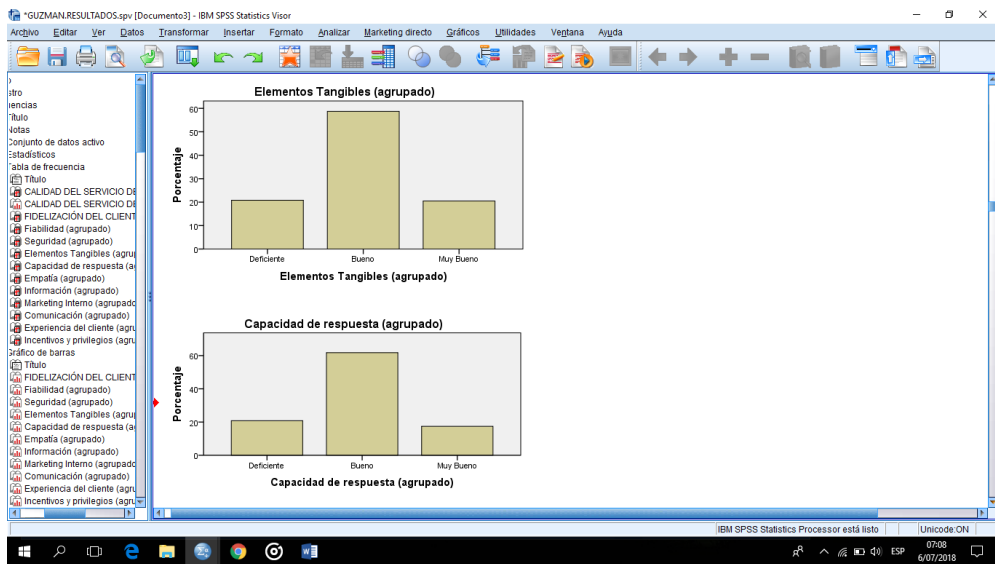 *GUZMAN.RESULTADOS.spv [Documento3] - IBM SPSS Statistics Visor
Archivo Editar Ver Datos Transformar Insertar Formato Analizar Marketing directo Gráficos Utilidades Ventana Ayuda
stro
iencias
Título
Notas
Conjunto de datos activo
Estadísticos
Tabla de frecuencia
Título
CALIDAD DEL SERVICIO DE
CALIDAD DEL SERVICIO DE
FIDELIZACIÓN DEL CLIENT
Fiabilidad (agrupado)
Seguridad (agrupado)
Elementos Tangibles (agrup
Capacidad de respuesta (a
Empatía (agrupado)
Información (agrupado)
Marketing Interno (agrupado
Comunicación (agrupado)
Experiencia del cliente (agru
Incentivos y privilegios (agru
Gráfico de barras
Título
FIDELIZACIÓN DEL CLIENT
Fiabilidad (agrupado)
Seguridad (agrupado)
Elementos Tangibles (agrup
Capacidad de respuesta (a
Empatía (agrupado)
Información (agrupado)
Marketing Interno (agrupado
Comunicación (agrupado)
Experiencia del cliente (agru
Incentivos y privilegios (agru
Elementos Tangibles (agrupado)
Porcentaje
60
50
40
30
20
10
0
Deficiente Bueno Muy Bueno
Elementos Tangibles (agrupado)
Capacidad de respuesta (agrupado)
Porcentaje
60
40
20
0
Deficiente Bueno Muy Bueno
Capacidad de respuesta (agrupado)
IBM SPSS Statistics Processor está listo Unicode:ON
ESP 07:08
6/07/2018